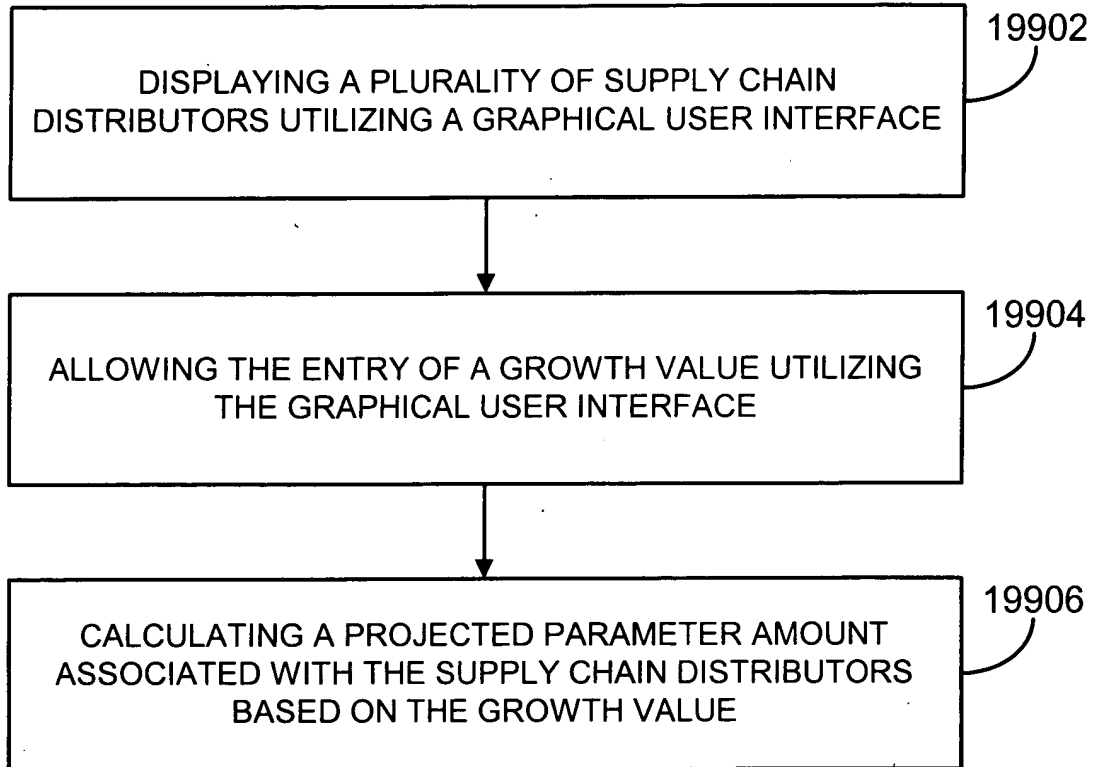 19902
DISPLAYING A PLURALITY OF SUPPLY CHAIN
DISTRIBUTORS UTILIZING A GRAPHICAL USER INTERFACE
19904
ALLOWING THE ENTRY OF A GROWTH VALUE UTILIZING
THE GRAPHICAL USER INTERFACE
19906
CALCULATING A PROJECTED PARAMETER AMOUNT
ASSOCIATED WITH THE SUPPLY CHAIN DISTRIBUTORS
BASED ON THE GROWTH VALUE